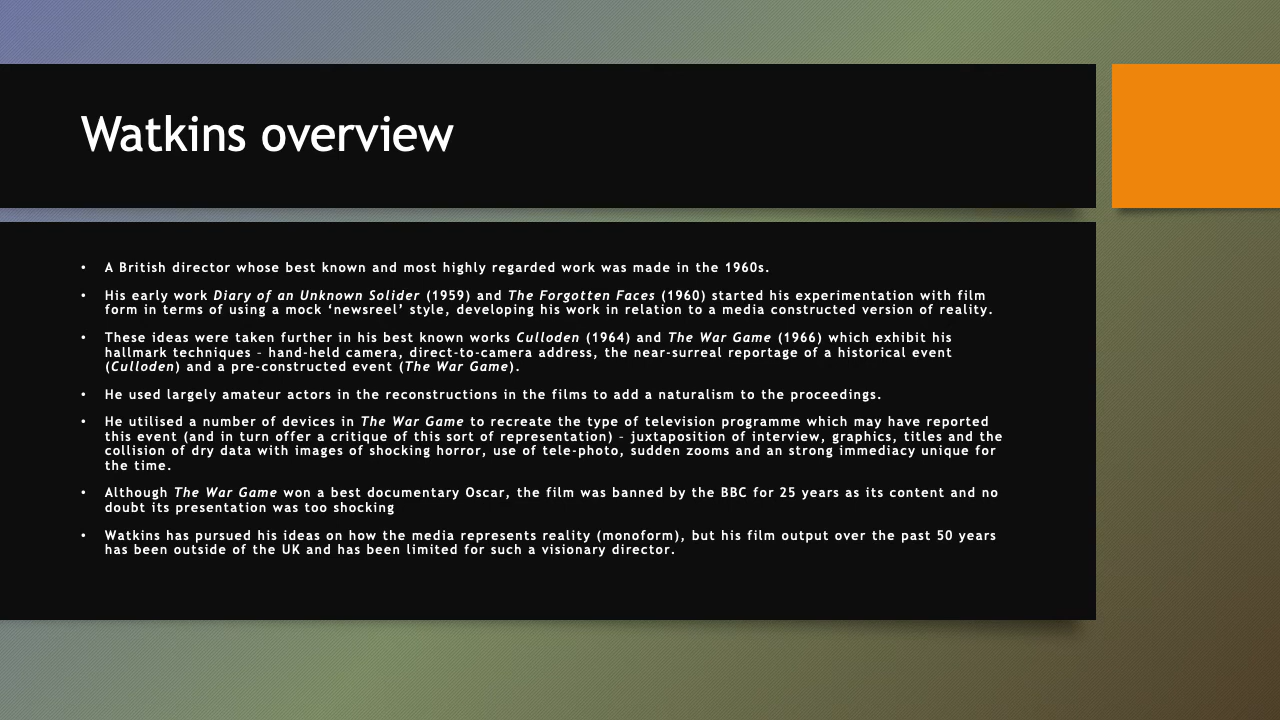 Watkins overview
• A British director whose best known and most highly regarded work was made in the 1960s.
• His early work Diary of an Unknown Solider (1959) and The Forgotten Faces (1960) started his experimentation with film
form in terms of using a mock ‘newsreel’ style, developing his work in relation to a media constructed version of reality.
• These ideas were taken further in his best known works Culloden (1964) and The War Game (1966) which exhibit his
hallmark techniques – hand-held camera, direct-to-camera address, the near-surreal reportage of a historical event
(Culloden) and a pre-constructed event (The War Game).
• He used largely amateur actors in the reconstructions in the films to add a naturalism to the proceedings.
• He utilised a number of devices in The War Game to recreate the type of television programme which may have reported
this event (and in turn offer a critique of this sort of representation) – juxtaposition of interview, graphics, titles and the
collision of dry data with images of shocking horror, use of tele-photo, sudden zooms and an strong immediacy unique for
the time.
• Although The War Game won a best documentary Oscar, the film was banned by the BBC for 25 years as its content and no
doubt its presentation was too shocking
• Watkins has pursued his ideas on how the media represents reality (monoform), but his film output over the past 50 years
has been outside of the UK and has been limited for such a visionary director.